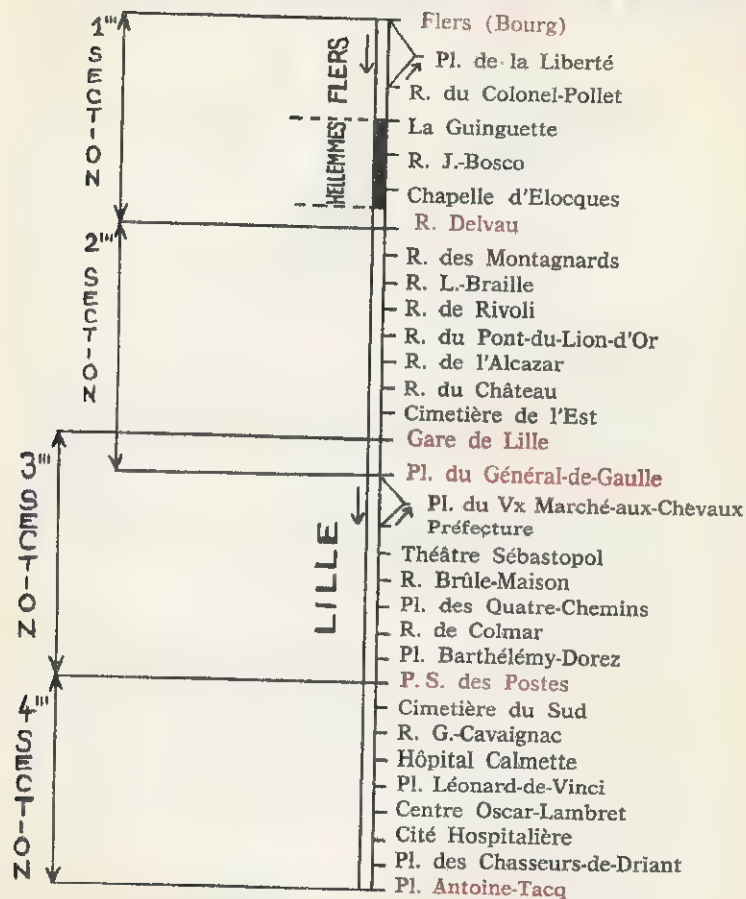 1''' SECTION
FLERS
HELLEMMES
2''' SECTION
3''' SECTION
LILLE
4''' SECTION
Flers (Bourg)
Pl. de la Liberté
R. du Colonel-Pollet
La Guinguette
R. J.-Bosco
Chapelle d'Elocques
R. Delvau
R. des Montagnards
R. L.-Braille
R. de Rivoli
R. du Pont-du-Lion-d'Or
R. de l'Alcazar
R. du Château
Cimetière de l'Est
Gare de Lille
Pl. du Général-de-Gaulle
Pl. du Vx Marché-aux-Chevaux
Préfecture
Théâtre Sébastopol
R. Brûle-Maison
Pl. des Quatre-Chemins
R. de Colmar
Pl. Barthélémy-Dorez
P. S. des Postes
Cimetière du Sud
R. G.-Cavaignac
Hôpital Calmette
Pl. Léonard-de-Vinci
Centre Oscar-Lambret
Cité Hospitalière
Pl. des Chasseurs-de-Driant
Pl. Antoine-Tacq